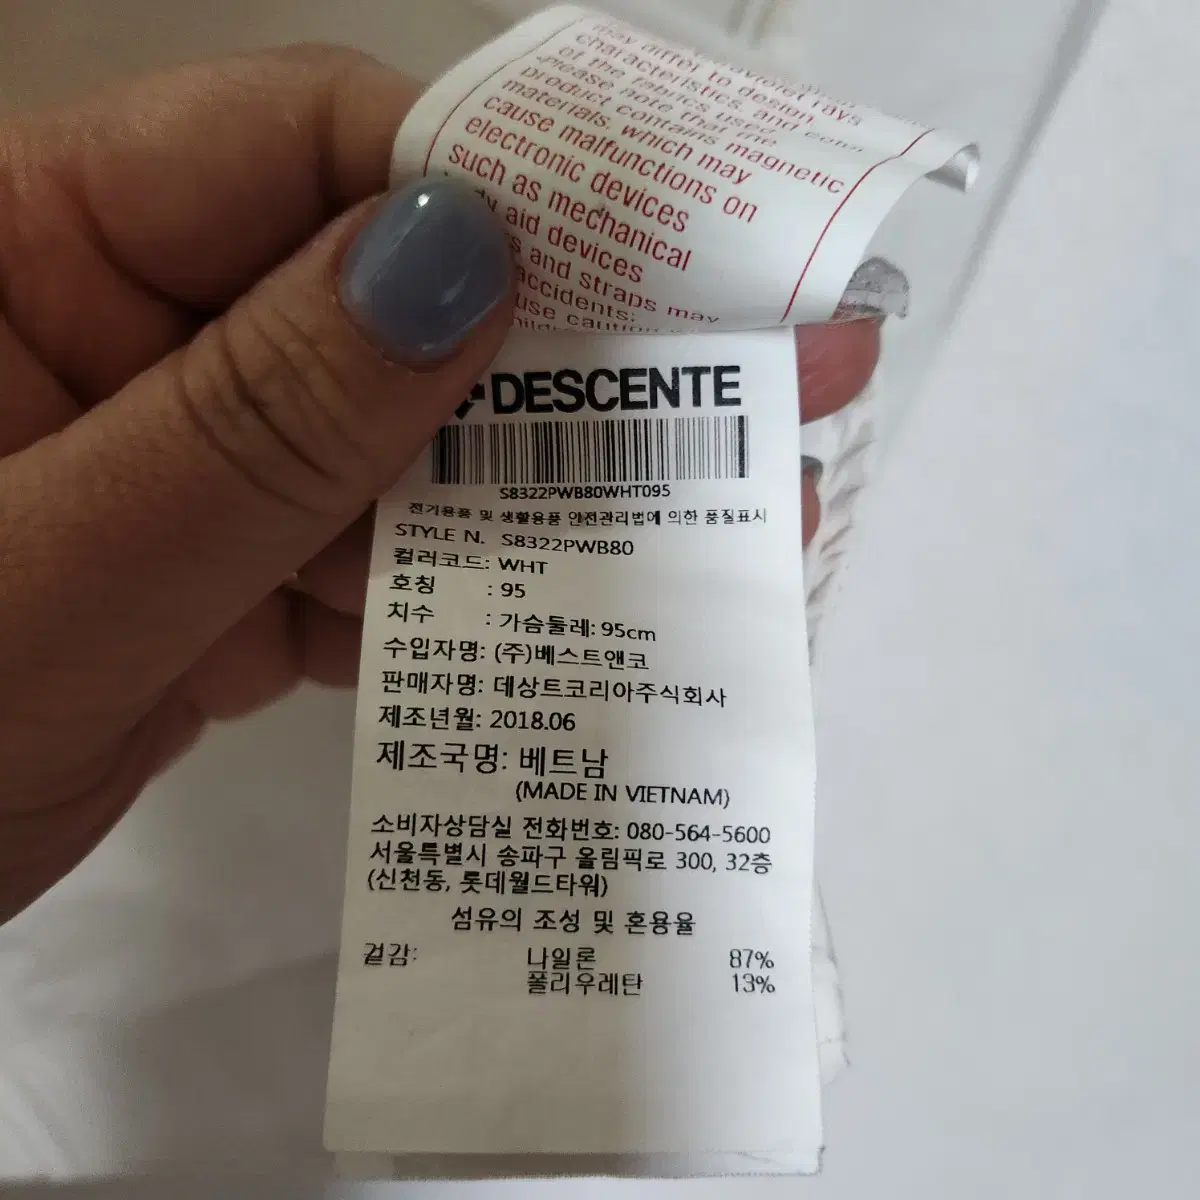 may differ to design
characteristics, and color
of the fabrics used
-Please note that the
product contains magnetic
materials, which may
cause malfunctions on
electronic devices
such as mechanical
aid devices
and straps may
accidents;
use caution
DESCENTE
S8322PWB80WHT095
전기용품 및 생활용품 안전관리법에 의한 품질표시
STYLE N. S8322PWB80
컬러코드: WHT
호칭 : 95
치수 : 가슴둘레: 95cm
수입자명: (주)베스트앤코
판매자명: 데상트코리아주식회사
제조년월: 2018.06
제조국명: 베트남
(MADE IN VIETNAM)
소비자상담실 전화번호: 080-564-5600
서울특별시 송파구 올림픽로 300, 32층
(신천동, 롯데월드타워)
섬유의 조성 및 혼용율
겉감: 나일론 87%
폴리우레탄 13%